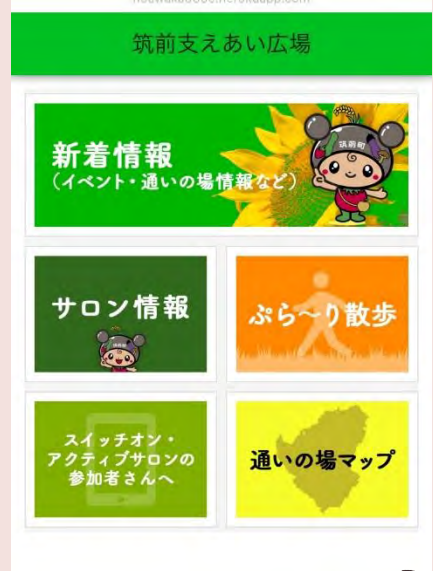 筑前支えあい広場
新着情報
(イベント・通いの場情報など)
筑前町
サロン情報
ぷら〜り散歩
スイッチオン・
アクティブサロンの
参加者さんへ
通いの場マップ